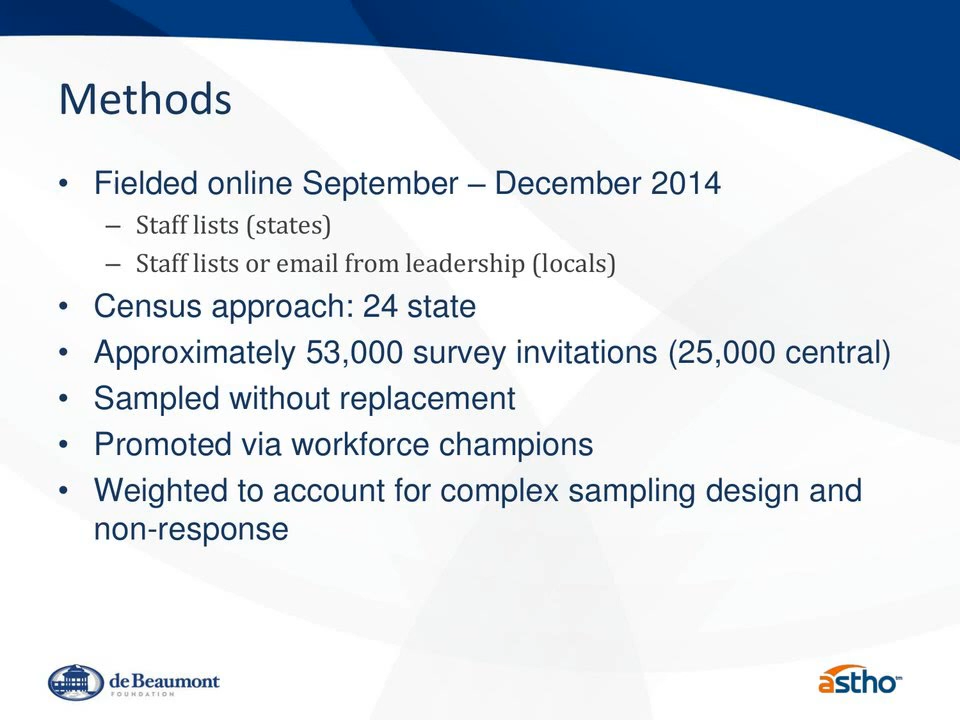 Methods
• Fielded online September – December 2014
– Staff lists (states)
– Staff lists or email from leadership (locals)
• Census approach: 24 state
• Approximately 53,000 survey invitations (25,000 central)
• Sampled without replacement
• Promoted via workforce champions
• Weighted to account for complex sampling design and
non-response
de Beaumont
FOUNDATION
astho™